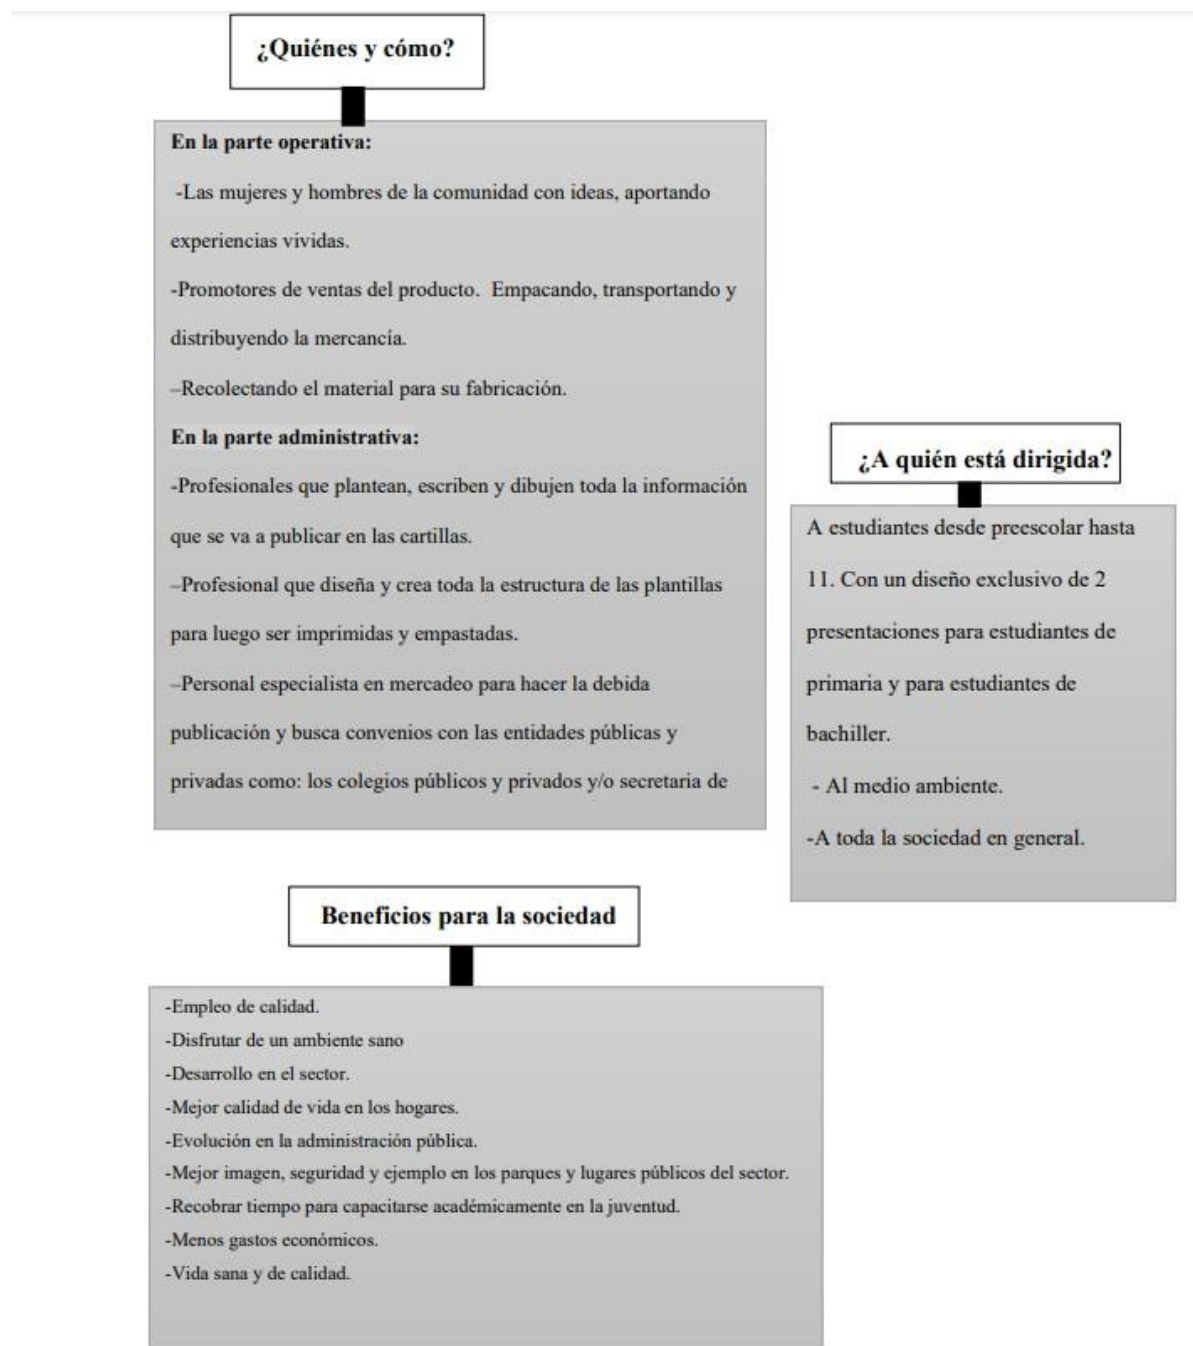 ¿Quiénes y cómo?
En la parte operativa:
-Las mujeres y hombres de la comunidad con ideas, aportando
experiencias vividas.
-Promotores de ventas del producto. Empacando, transportando y
distribuyendo la mercancía.
–Recolectando el material para su fabricación.
En la parte administrativa:
-Profesionales que plantean, escriben y dibujen toda la información
que se va a publicar en las cartillas.
–Profesional que diseña y crea toda la estructura de las plantillas
para luego ser imprimidas y empastadas.
–Personal especialista en mercadeo para hacer la debida
publicación y busca convenios con las entidades públicas y
privadas como: los colegios públicos y privados y/o secretaria de
¿A quién está dirigida?
A estudiantes desde preescolar hasta
11. Con un diseño exclusivo de 2
presentaciones para estudiantes de
primaria y para estudiantes de
bachiller.
- Al medio ambiente.
-A toda la sociedad en general.
Beneficios para la sociedad
-Empleo de calidad.
-Disfrutar de un ambiente sano
-Desarrollo en el sector.
-Mejor calidad de vida en los hogares.
-Evolución en la administración pública.
-Mejor imagen, seguridad y ejemplo en los parques y lugares públicos del sector.
-Recobrar tiempo para capacitarse académicamente en la juventud.
-Menos gastos económicos.
-Vida sana y de calidad.